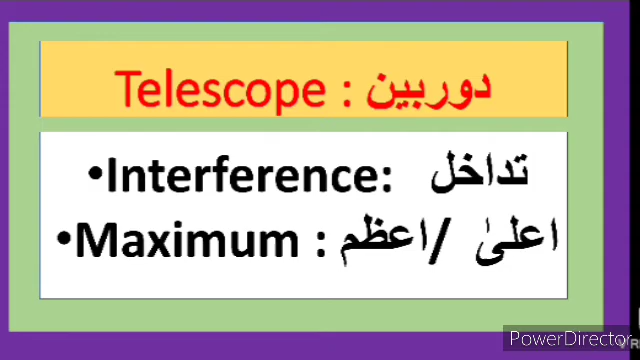 Telescope : دوربین
•Interference: تداخل
•Maximum : اعلیٰ /اعظم
PowerDirector